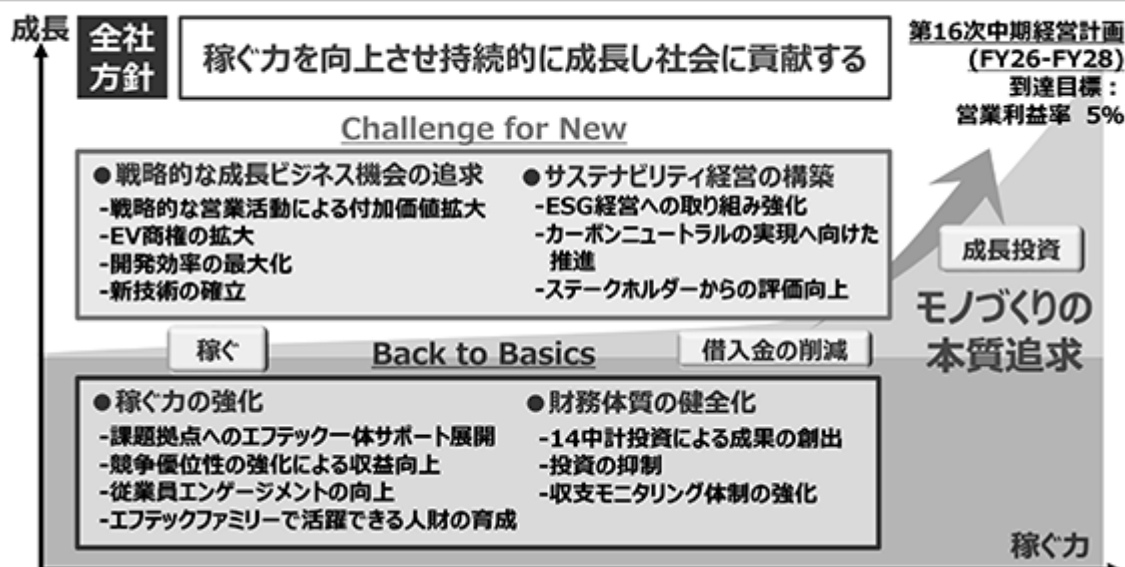 成長
全社
方針
稼ぐ力を向上させ持続的に成長し社会に貢献する
第16次中期経営計画
(FY26-FY28)
到達目標：
営業利益率 5%
Challenge for New
●戦略的な成長ビジネス機会の追求
-戦略的な営業活動による付加価値拡大
-EV商権の拡大
-開発効率の最大化
-新技術の確立
●サステナビリティ経営の構築
-ESG経営への取り組み強化
-カーボンニュートラルの実現へ向けた
推進
-ステークホルダーからの評価向上
成長投資
モノづくりの
本質追求
稼ぐ
Back to Basics
借入金の削減
●稼ぐ力の強化
-課題拠点へのエフテック一体サポート展開
-競争優位性の強化による収益向上
-従業員エンゲージメントの向上
-エフテックファミリーで活躍できる人財の育成
●財務体質の健全化
-14中計投資による成果の創出
-投資の抑制
-収支モニタリング体制の強化
稼ぐ力